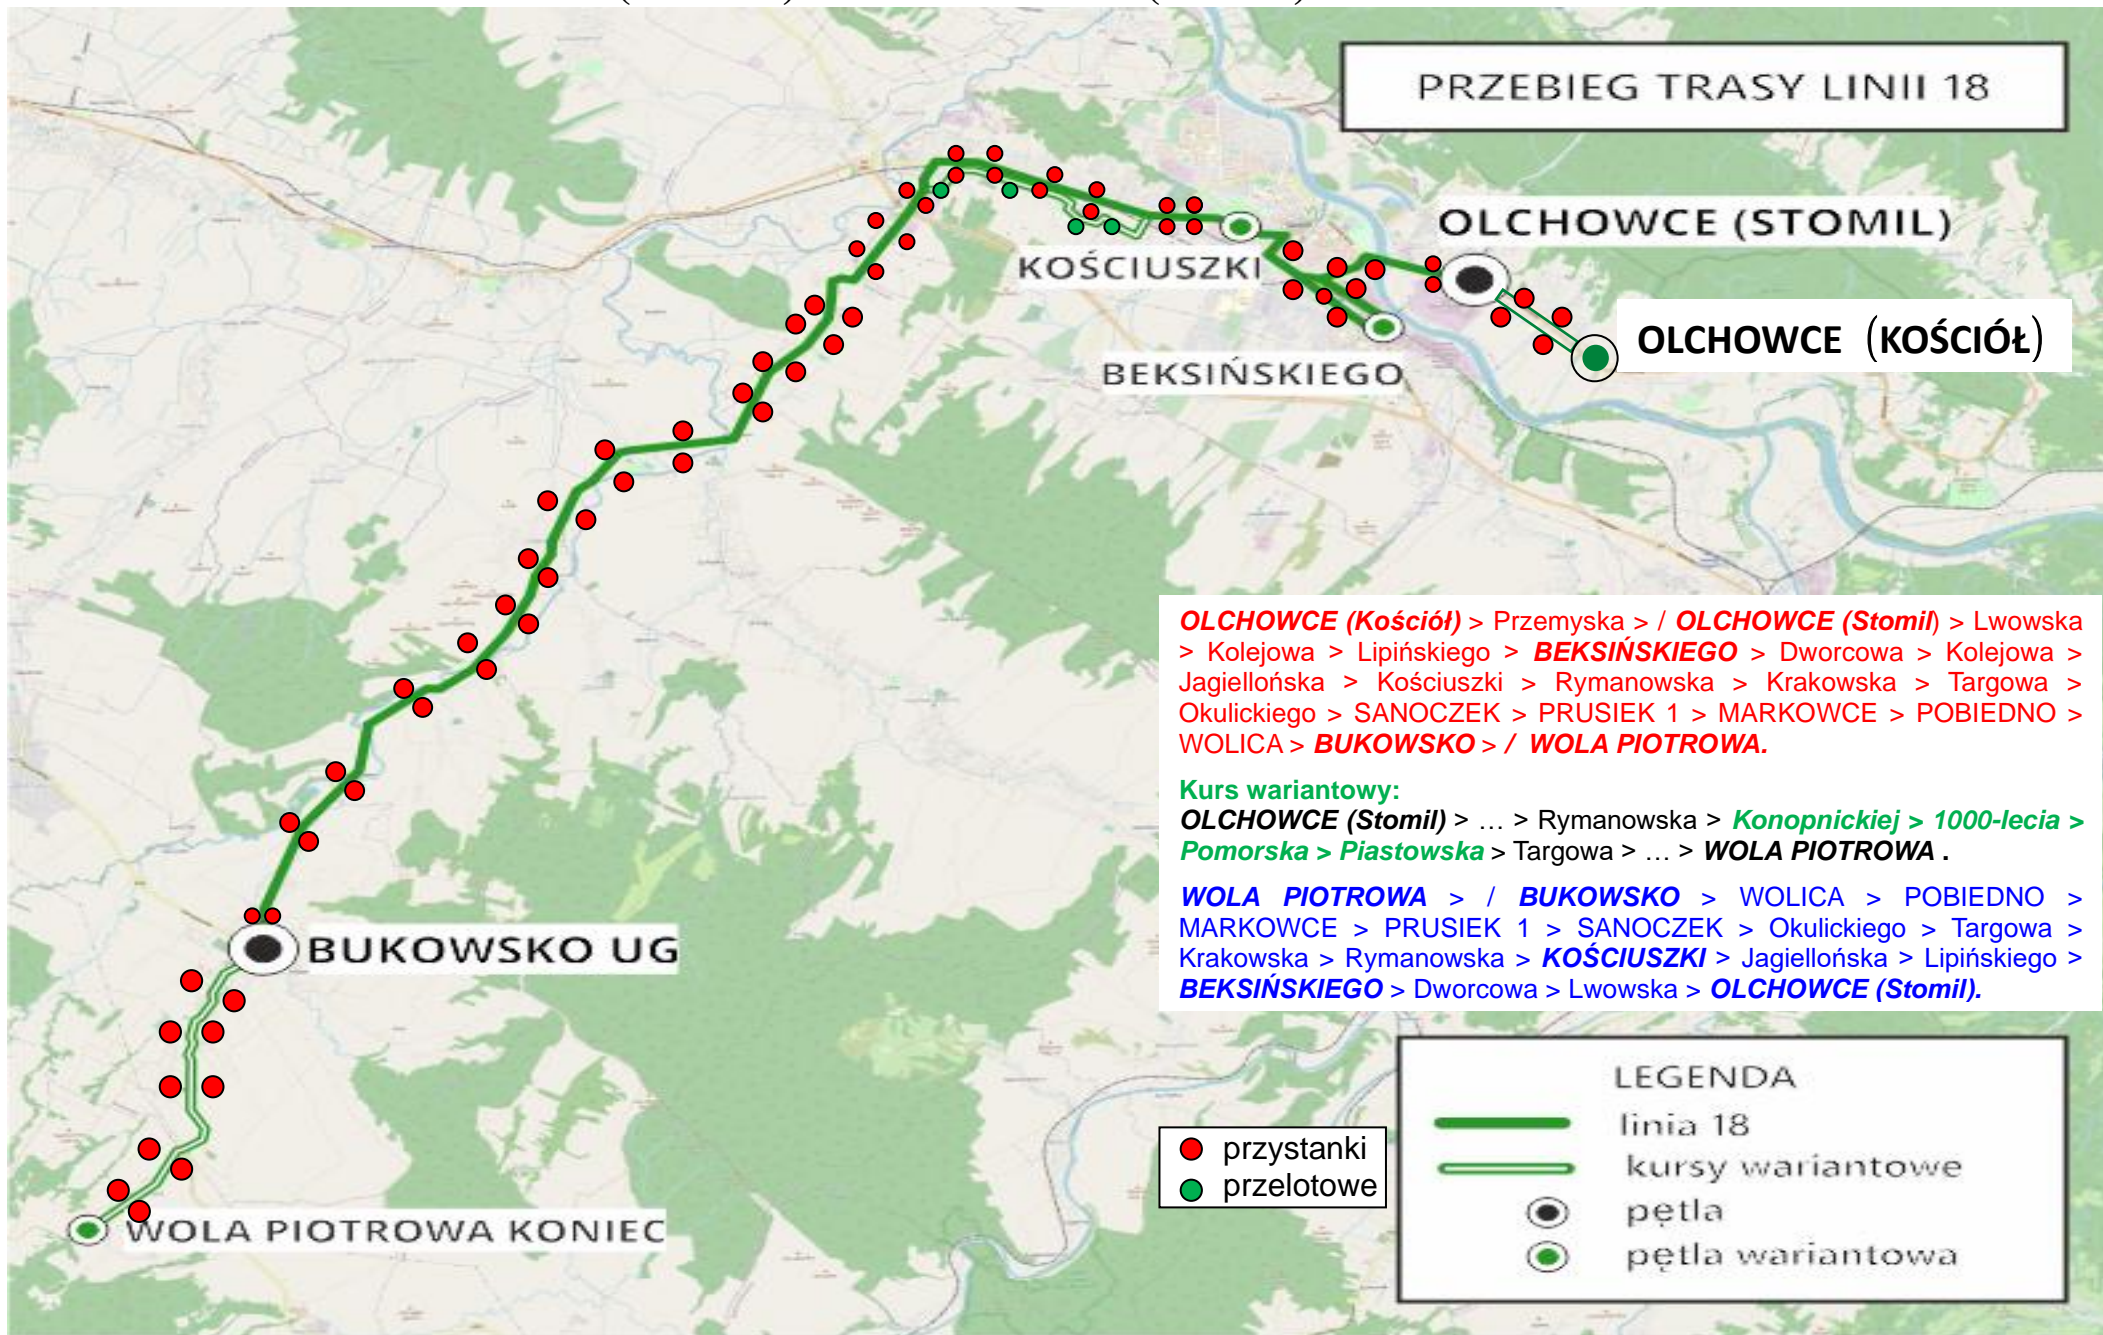 PRZEBIEG TRASY LINII 18
OLCHOWCE (STOMIL)
KOŚCIUSZKI
OLCHOWCE (KOŚCIÓŁ)
BEKSIŃSKIEGO
OLCHOWCE (Kościół) > Przemyska > / OLCHOWCE (Stomil) > Lwowska
> Kolejowa > Lipińskiego > BEKSIŃSKIEGO > Dworcowa > Kolejowa >
Jagiellońska > Kościuszki > Rymanowska > Krakowska > Targowa >
Okulickiego > SANOCZEK > PRUSIEK 1 > MARKOWCE > POBIEDNO >
WOLICA > BUKOWSKO > / WOLA PIOTROWA.
Kurs wariantowy:
OLCHOWCE (Stomil) > ... > Rymanowska > Konopnickiej > 1000-lecia >
Pomorska > Piastowska > Targowa > ... > WOLA PIOTROWA .
WOLA PIOTROWA > / BUKOWSKO > WOLICA > POBIEDNO >
MARKOWCE > PRUSIEK 1 > SANOCZEK > Okulickiego > Targowa >
Krakowska > Rymanowska > KOŚCIUSZKI > Jagiellońska > Lipińskiego >
BEKSIŃSKIEGO > Dworcowa > Lwowska > OLCHOWCE (Stomil).
BUKOWSKO UG
WOLA PIOTROWA KONIEC
przystanki
przelotowe
LEGENDA
linia 18
kursy wariantowe
pętla
pętla wariantowa